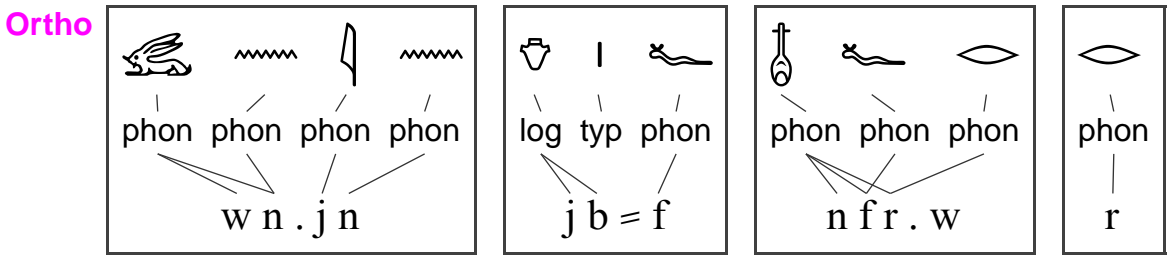 Ortho 𓃹 𓈖 𓇋 𓈖 𓄣 𓏤 𓆑 𓄤 𓆑 𓂋 𓂋
phon phon phon phon log typ phon phon phon phon phon
w n . j n j b = f n f r . w r